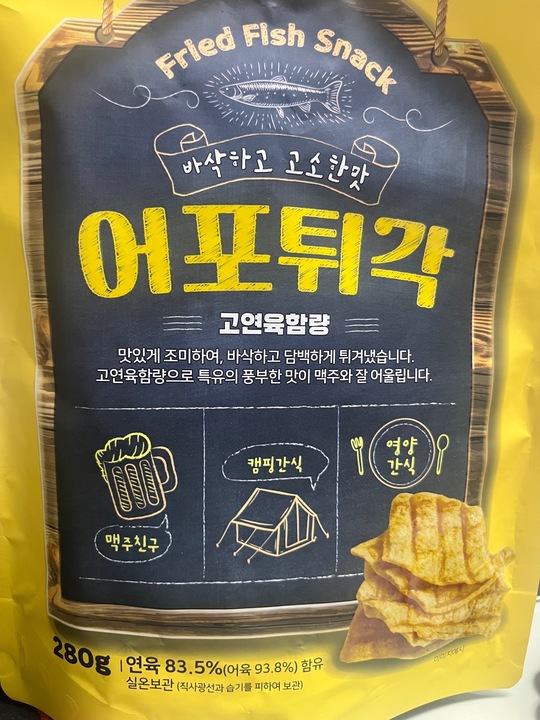 Fried Fish Snack
바삭하고 고소한맛
어포튀각
고연육함량
맛있게 조미하여, 바삭하고 담백하게 튀겨냈습니다.
고연육함량으로 특유의 풍부한 맛이 맥주와 잘 어울립니다.
맥주친구
캠핑간식
영양
간식
280g | 연육 83.5%(어육 93.8%) 함유
실온보관 (직사광선과 습기를 피하여 보관)